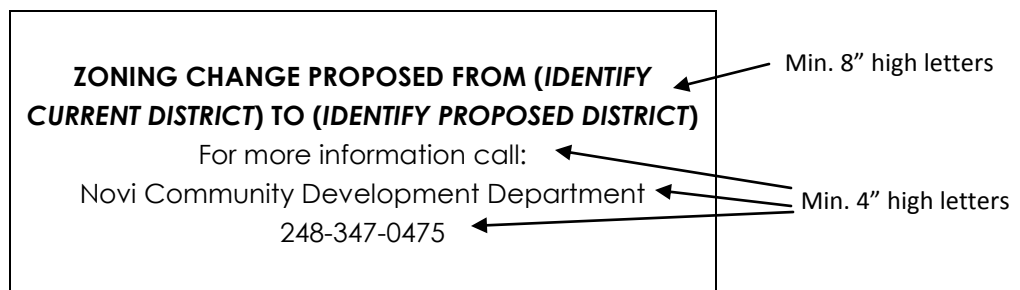 ZONING CHANGE PROPOSED FROM (IDENTIFY
CURRENT DISTRICT) TO (IDENTIFY PROPOSED DISTRICT)
For more information call:
Novi Community Development Department
248-347-0475
Min. 8” high letters
Min. 4” high letters